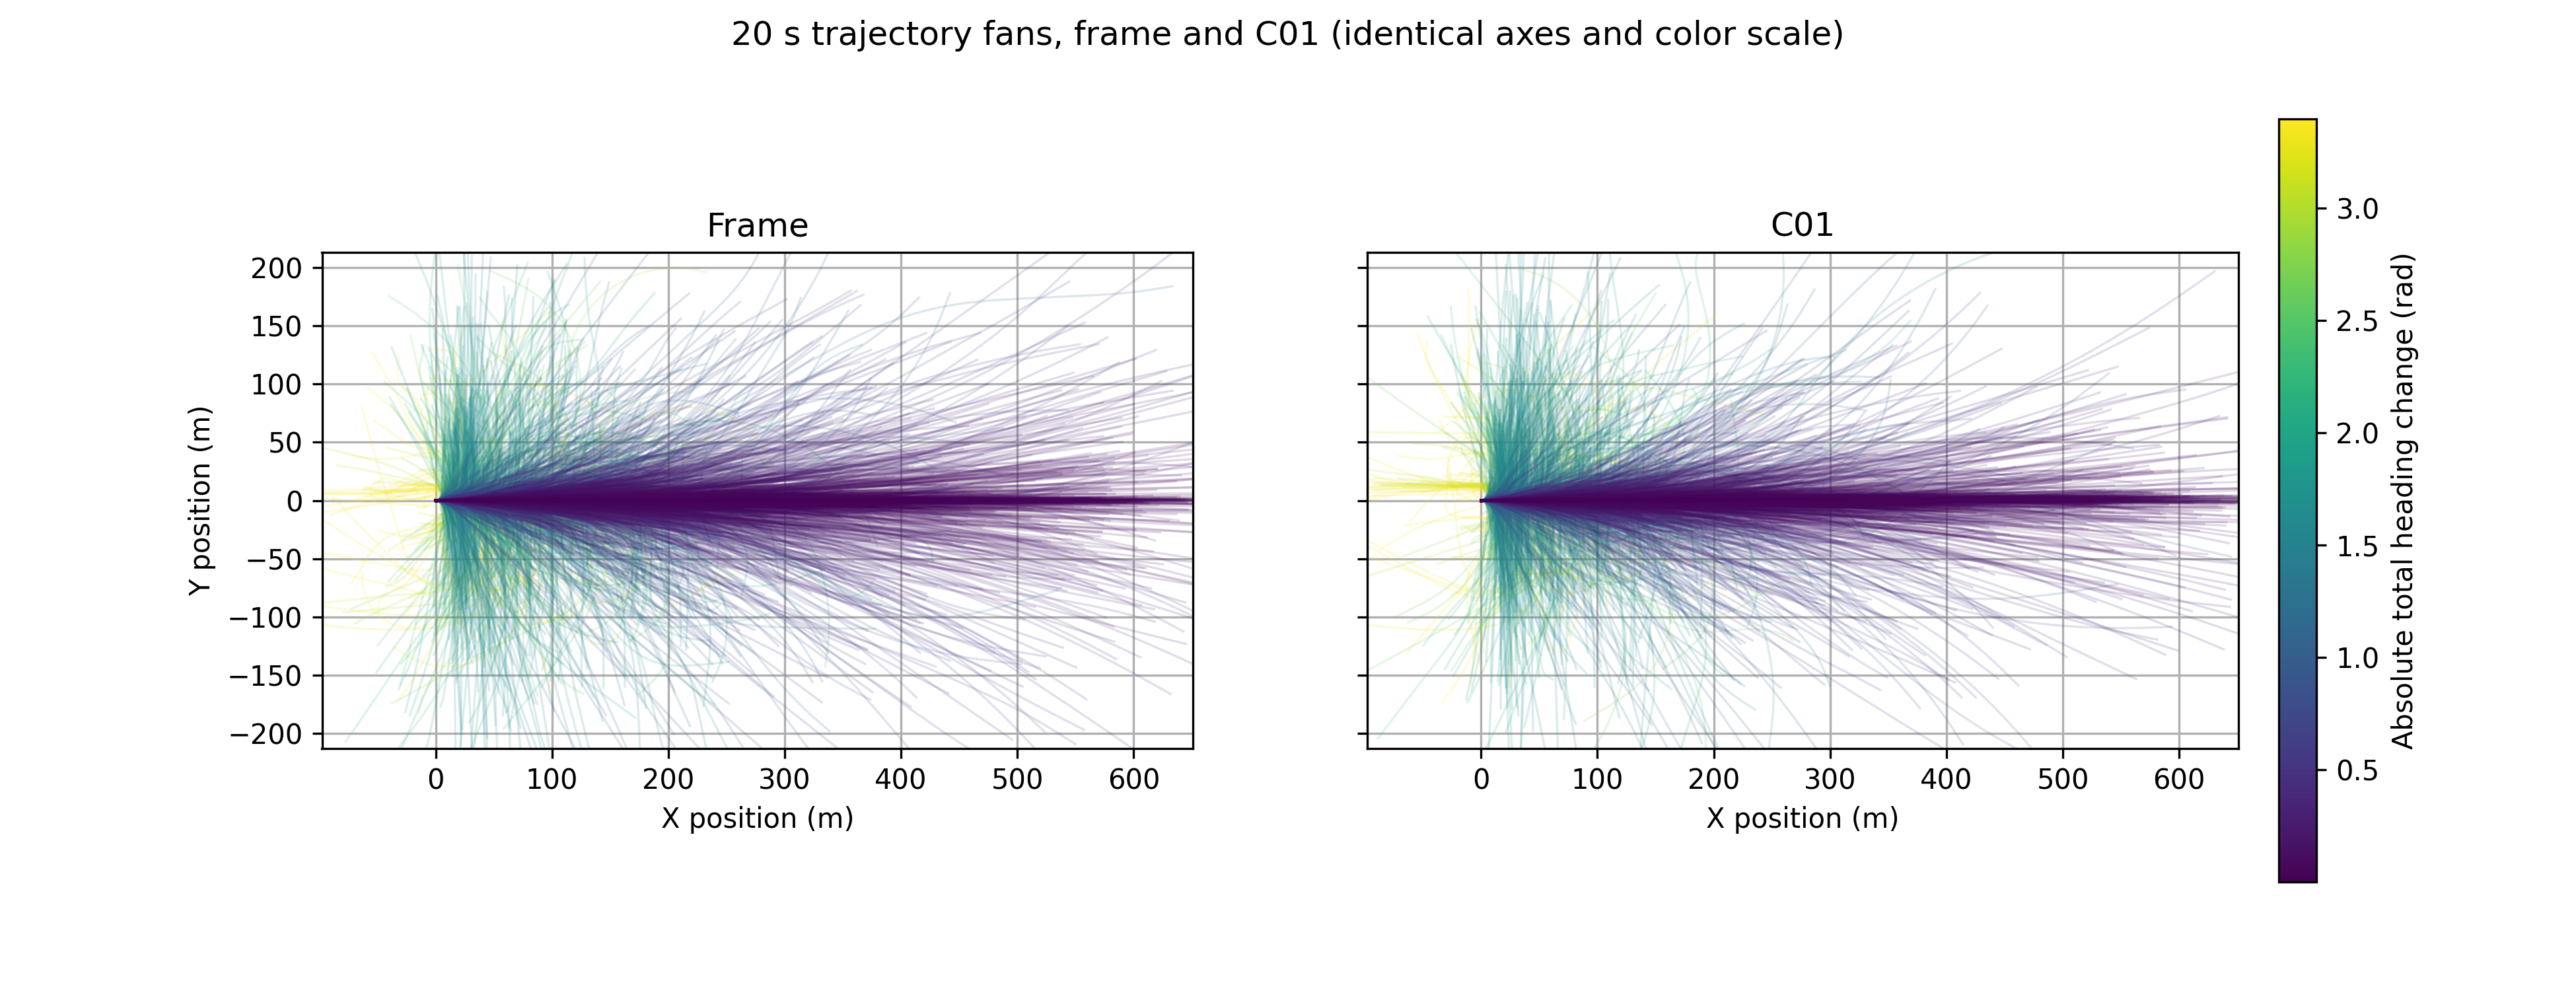 20 s trajectory fans, frame and C01 (identical axes and color scale)
Frame
200
150
100
50
0
−50
−100
−150
−200
Y position (m)
0 100 200 300 400 500 600
X position (m)
C01
0 100 200 300 400 500 600
X position (m)
3.0
2.5
2.0
1.5
1.0
0.5
Absolute total heading change (rad)